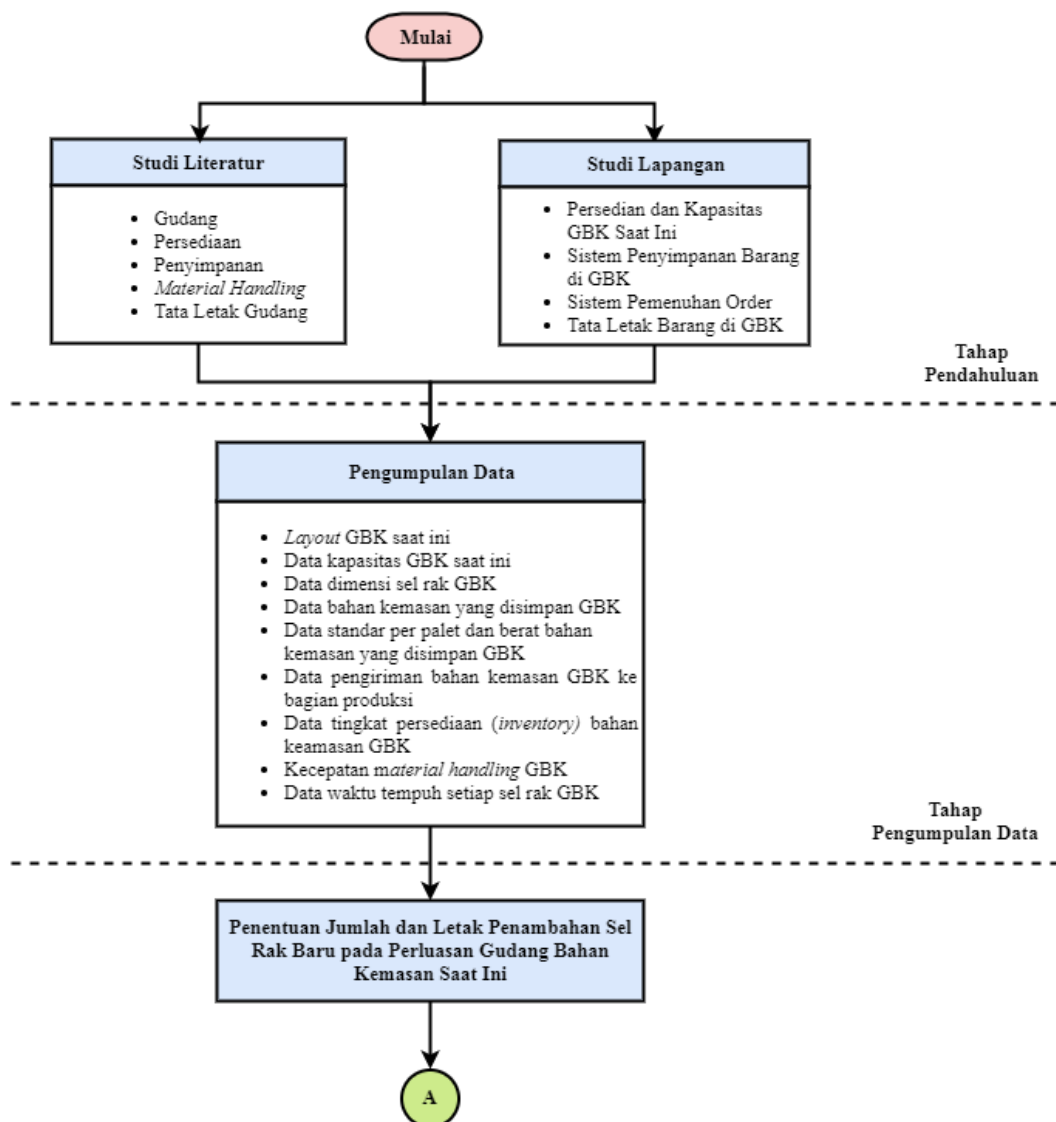 Mulai
Studi Literatur
• Gudang
• Persediaan
• Penyimpanan
• Material Handling
• Tata Letak Gudang
Studi Lapangan
• Persedian dan Kapasitas
GBK Saat Ini
• Sistem Penyimpanan Barang
di GBK
• Sistem Pemenuhan Order
• Tata Letak Barang di GBK
Tahap
Pendahuluan
Pengumpulan Data
• Layout GBK saat ini
• Data kapasitas GBK saat ini
• Data dimensi sel rak GBK
• Data bahan kemasan yang disimpan GBK
• Data standar per palet dan berat bahan
kemasan yang disimpan GBK
• Data pengiriman bahan kemasan GBK ke
bagian produksi
• Data tingkat persediaan (inventory) bahan
keamasan GBK
• Kecepatan material handling GBK
• Data waktu tempuh setiap sel rak GBK
Tahap
Pengumpulan Data
Penentuan Jumlah dan Letak Penambahan Sel
Rak Baru pada Perluasan Gudang Bahan
Kemasan Saat Ini
A